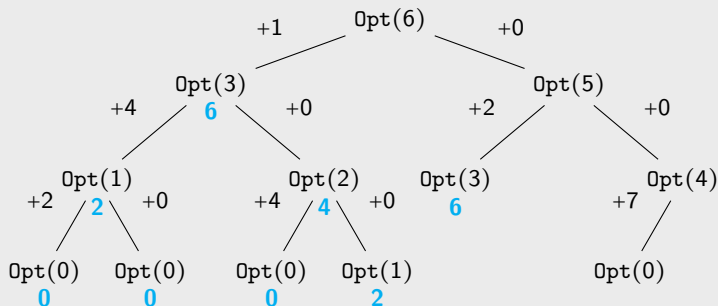 Opt(6)
+1 +0
Opt(3) Opt(5)
6
+4 +0 +2 +0
Opt(1) Opt(2) Opt(3) Opt(4)
2 4 6
+2 +0 +4 +0 +7
Opt(0) Opt(0) Opt(0) Opt(1) Opt(0)
0 0 0 2